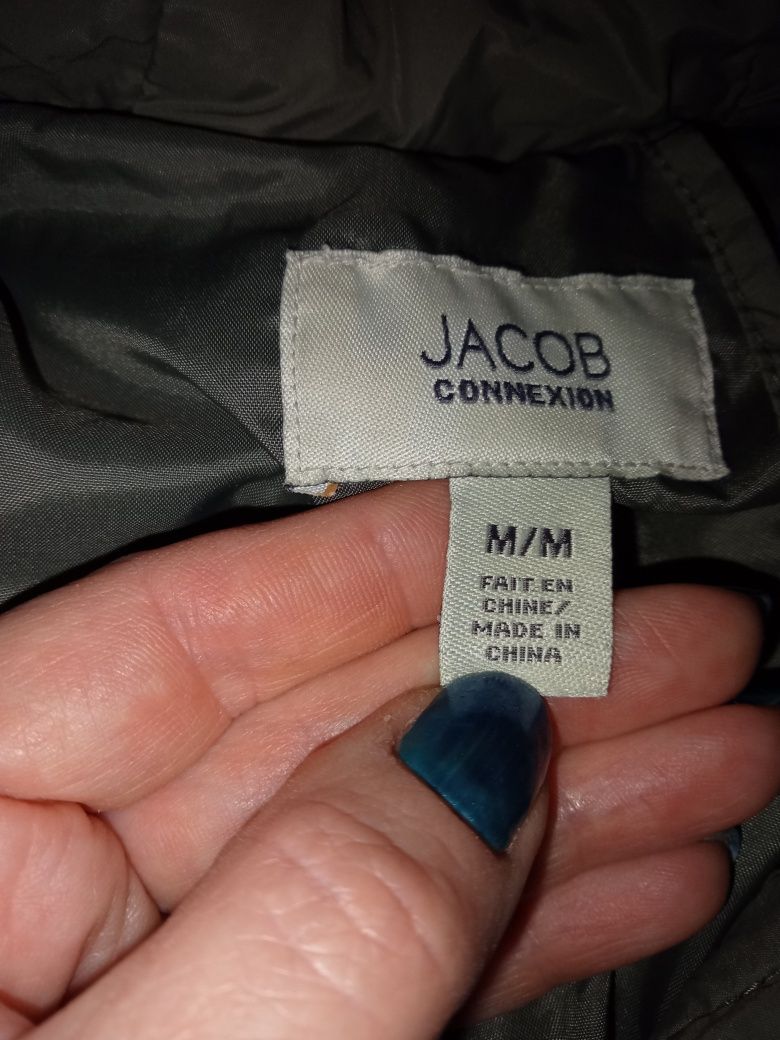 JACOB
CONNEXION
M/M
FAIT EN
CHINE/
MADE IN
CHINA